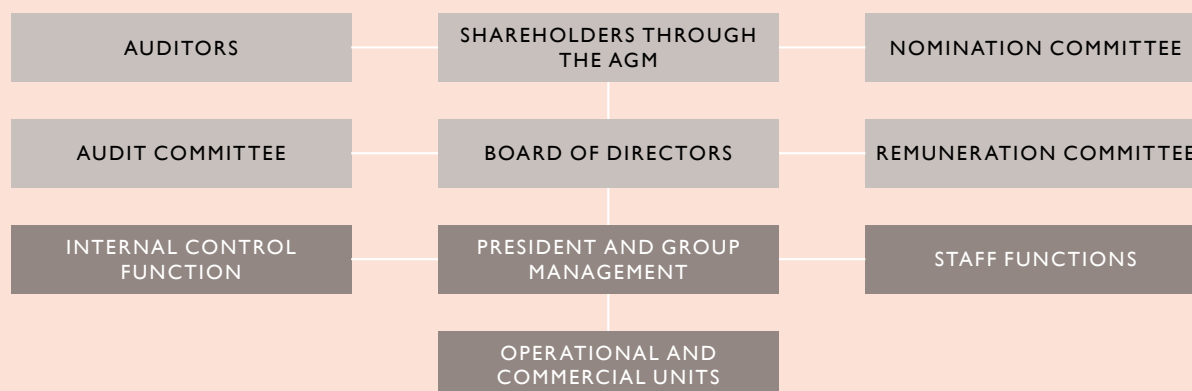 AUDITORS
SHAREHOLDERS THROUGH
THE AGM
NOMINATION COMMITTEE
AUDIT COMMITTEE
BOARD OF DIRECTORS
REMUNERATION COMMITTEE
INTERNAL CONTROL
FUNCTION
PRESIDENT AND GROUP
MANAGEMENT
STAFF FUNCTIONS
OPERATIONAL AND
COMMERCIAL UNITS